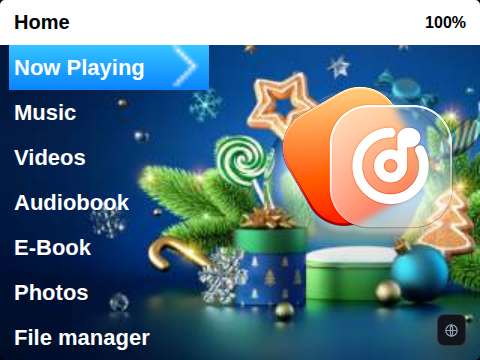 Home
100%
Now Playing
Music
Videos
Audiobook
E-Book
Photos
File manager